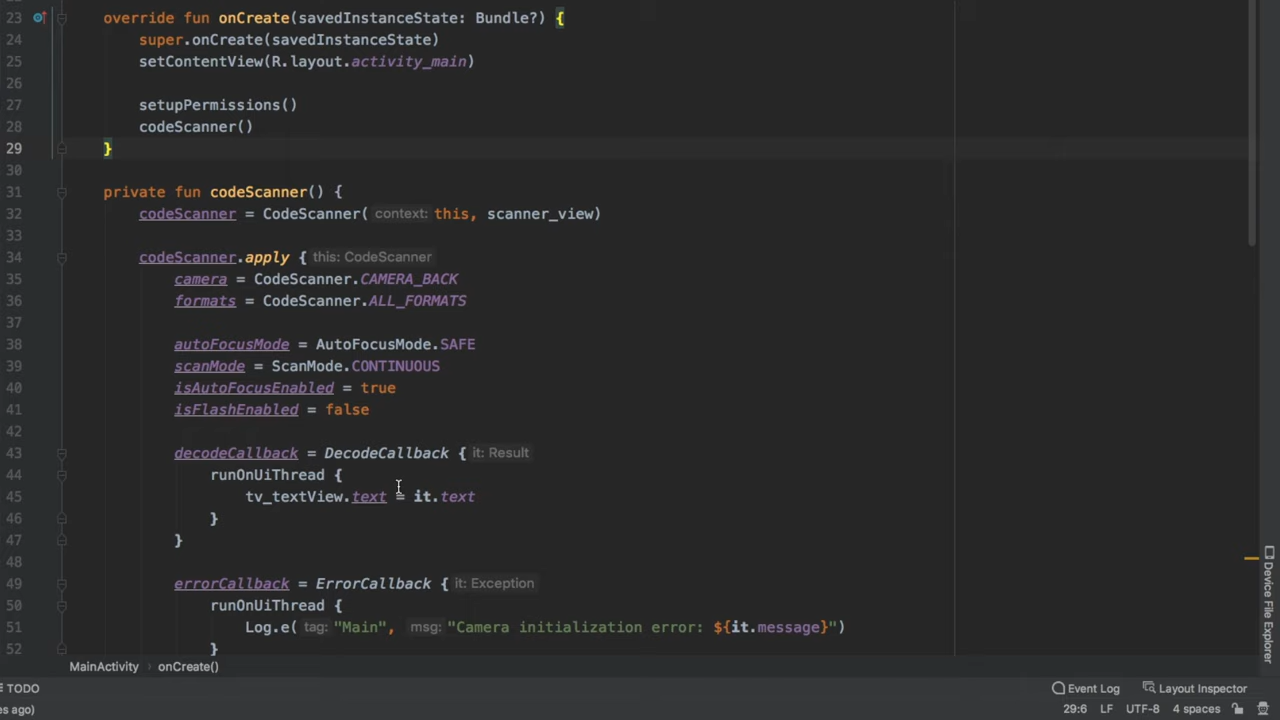 23 override fun onCreate(savedInstanceState: Bundle?) {
24 super.onCreate(savedInstanceState)
25 setContentView(R.layout.activity_main)
26
27 setupPermissions()
28 codeScanner()
29 }
30
31 private fun codeScanner() {
32 codeScanner = CodeScanner( context: this, scanner_view)
33
34 codeScanner.apply { this: CodeScanner
35 camera = CodeScanner.CAMERA_BACK
36 formats = CodeScanner.ALL_FORMATS
37
38 autoFocusMode = AutoFocusMode.SAFE
39 scanMode = ScanMode.CONTINUOUS
40 isAutoFocusEnabled = true
41 isFlashEnabled = false
42
43 decodeCallback = DecodeCallback { it: Result
44 runOnUiThread {
45 tv_textView.text = it.text
46 }
47 }
48
49 errorCallback = ErrorCallback { it: Exception
50 runOnUiThread {
51 Log.e( tag: "Main", msg: "Camera initialization error: ${it.message}")
52 }
MainActivity › onCreate()
TODO
Event Log Layout Inspector
es ago) 29:6 LF UTF-8 4 spaces
Device File Explorer